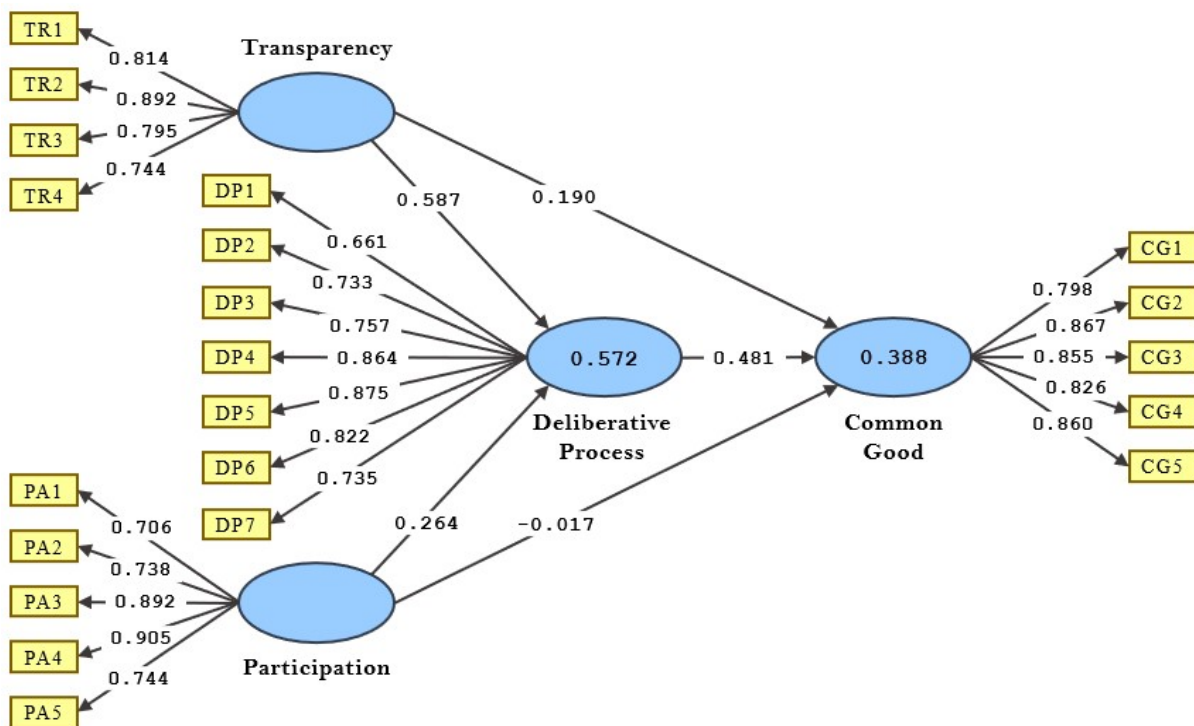 TR1
0.814
Transparency
TR2
0.892
TR3
0.795
TR4
0.744
DP1
0.587
0.190
DP2
0.661
0.733
DP3
0.757
DP4
0.864
DP5
0.875
DP6
0.822
DP7
0.735
0.572
0.481
0.388
Deliberative
Process
Common
Good
CG1
0.798
CG2
0.867
CG3
0.855
CG4
0.826
CG5
0.860
PA1
0.706
PA2
0.738
PA3
0.892
PA4
0.905
PA5
0.744
0.264
-0.017
Participation